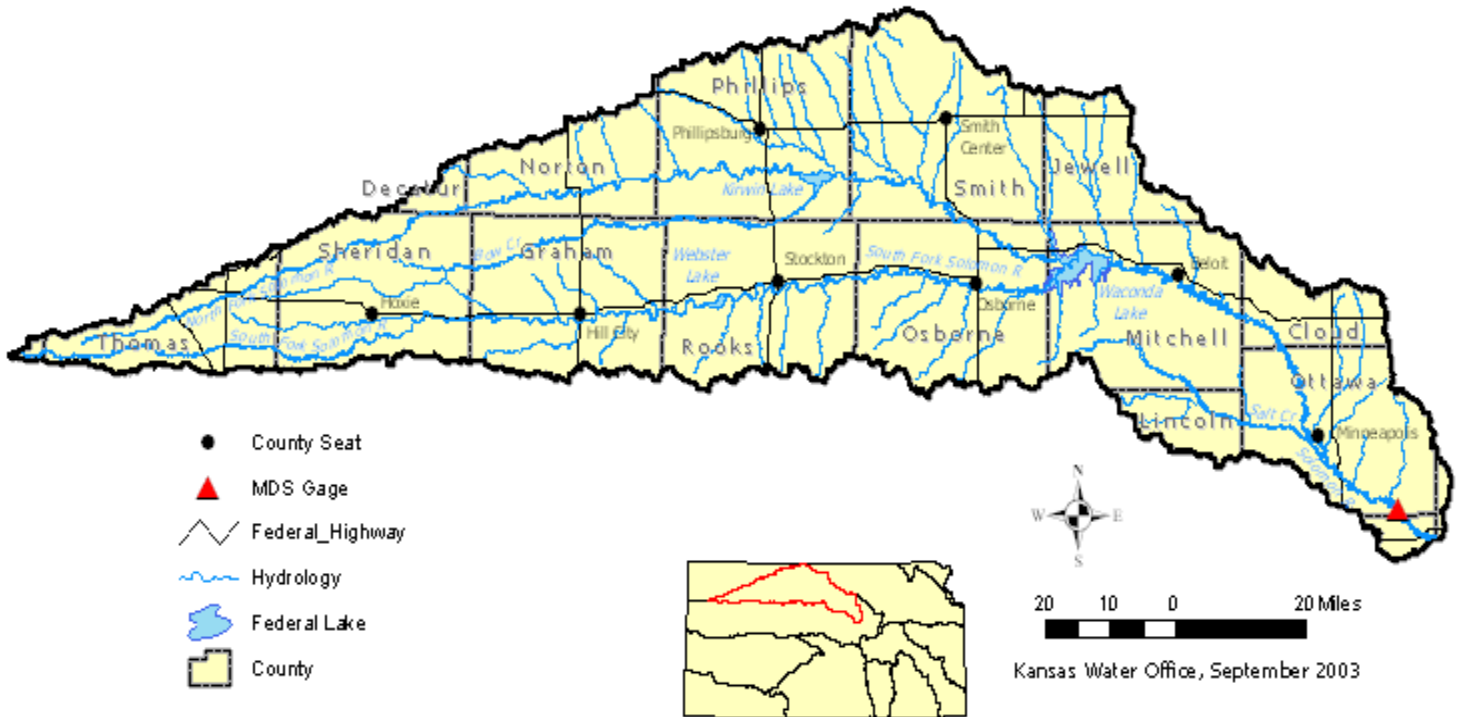 Phillips
Phillipsburg
Smith
Center
Norton
Decatur
Kirwin Lake
Smith
Jewell
Sheridan
Bow Cr
Graham
Webster
Lake
Stockton
South Fork Solomon R
Beloit
North Fork Solomon R
Hoxie
Osborne
Waconda
Lake
Thomas
South Fork Solomon R
Hill City
Rooks
Osborne
Mitchell
Cloud
Ottawa
Lincoln
Salt Cr
Minneapolis
Solomon R
County Seat
MDS Gage
Federal_Highway
Hydrology
Federal Lake
County
N
W E
S
20 10 0 20 Miles
Kansas Water Office, September 2003